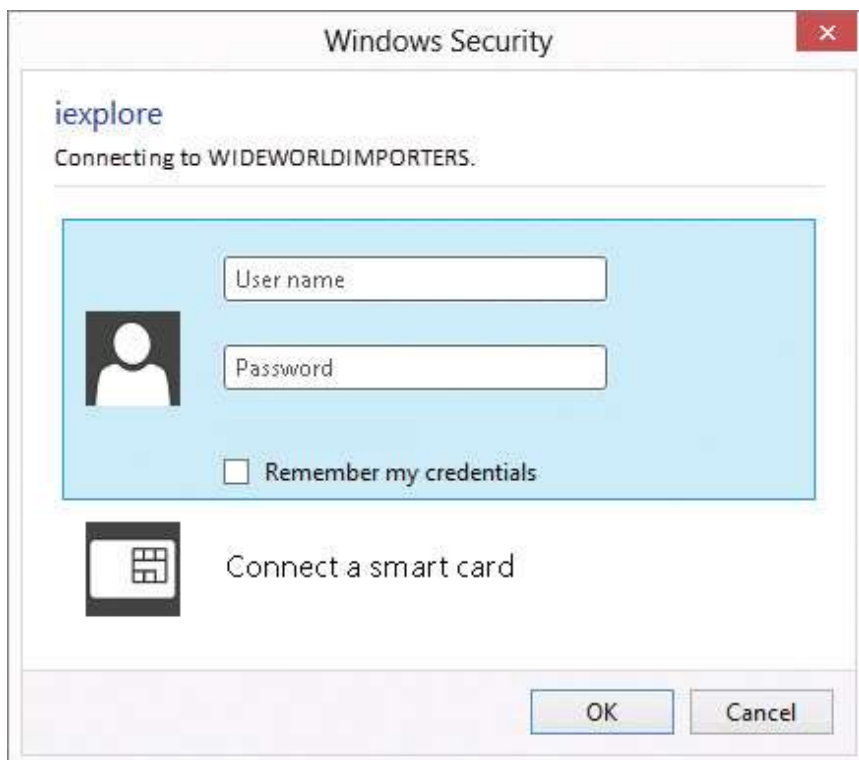 Windows Security
iexplore
Connecting to WIDEWORLDIMPORTERS.
User name
Password
Remember my credentials
Connect a smart card
OK
Cancel